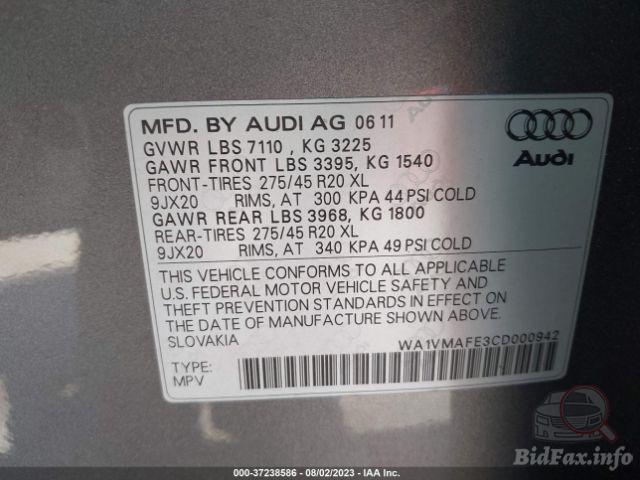 MFD. BY AUDI AG 06 11
GVWR LBS 7110 , KG 3225
GAWR FRONT LBS 3395, KG 1540
FRONT-TIRES 275/45 R20 XL
9JX20 RIMS, AT 300 KPA 44 PSI COLD
GAWR REAR LBS 3968, KG 1800
REAR-TIRES 275/45 R20 XL
9JX20 RIMS, AT 340 KPA 49 PSI COLD
Audi
THIS VEHICLE CONFORMS TO ALL APPLICABLE
U.S. FEDERAL MOTOR VEHICLE SAFETY AND
THEFT PREVENTION STANDARDS IN EFFECT ON
THE DATE OF MANUFACTURE SHOWN ABOVE.
SLOVAKIA WA1VMAFE3CD000942
TYPE:
MPV
BidFax.info
000-37238586 - 08/02/2023 - IAA Inc.